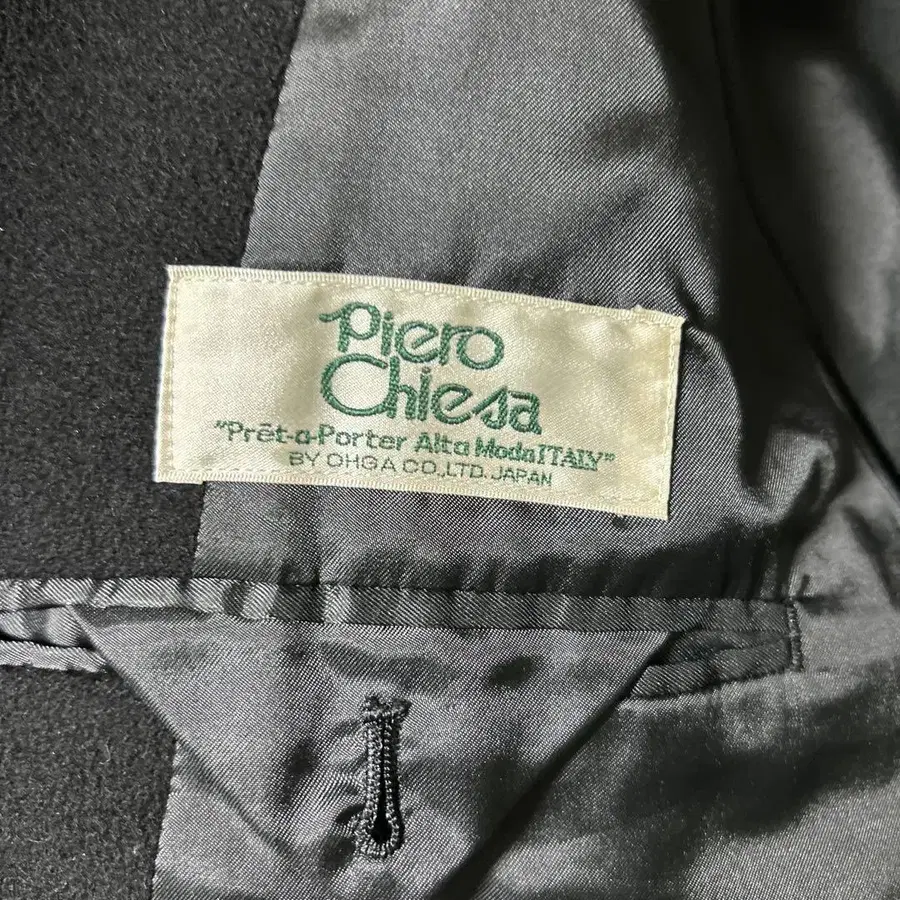 Piero
Chiesa
"Prêt-a-Porter Alta Moda ITALY"
BY OHGA CO.,LTD. JAPAN